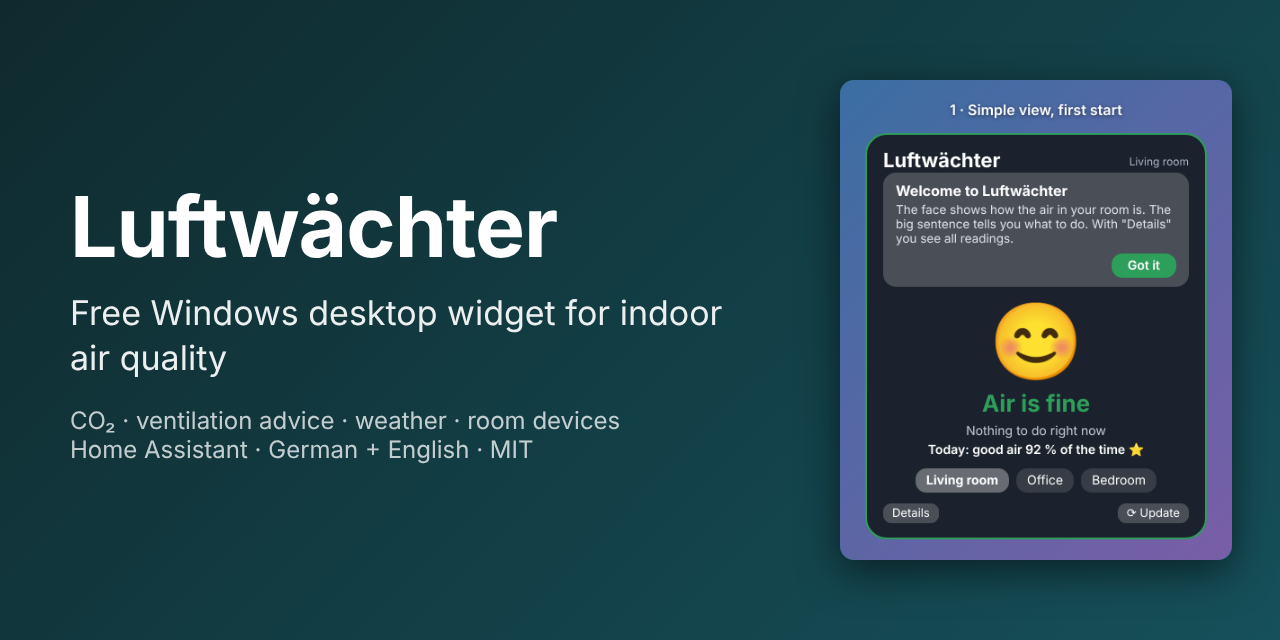 Luftwächter
Free Windows desktop widget for indoor
air quality
CO₂ · ventilation advice · weather · room devices
Home Assistant · German + English · MIT
1 · Simple view, first start
Luftwächter
Living room
Welcome to Luftwächter
The face shows how the air in your room is. The
big sentence tells you what to do. With "Details"
you see all readings.
Got it
Air is fine
Nothing to do right now
Today: good air 92 % of the time ⭐
Living room Office Bedroom
Details ⟳ Update